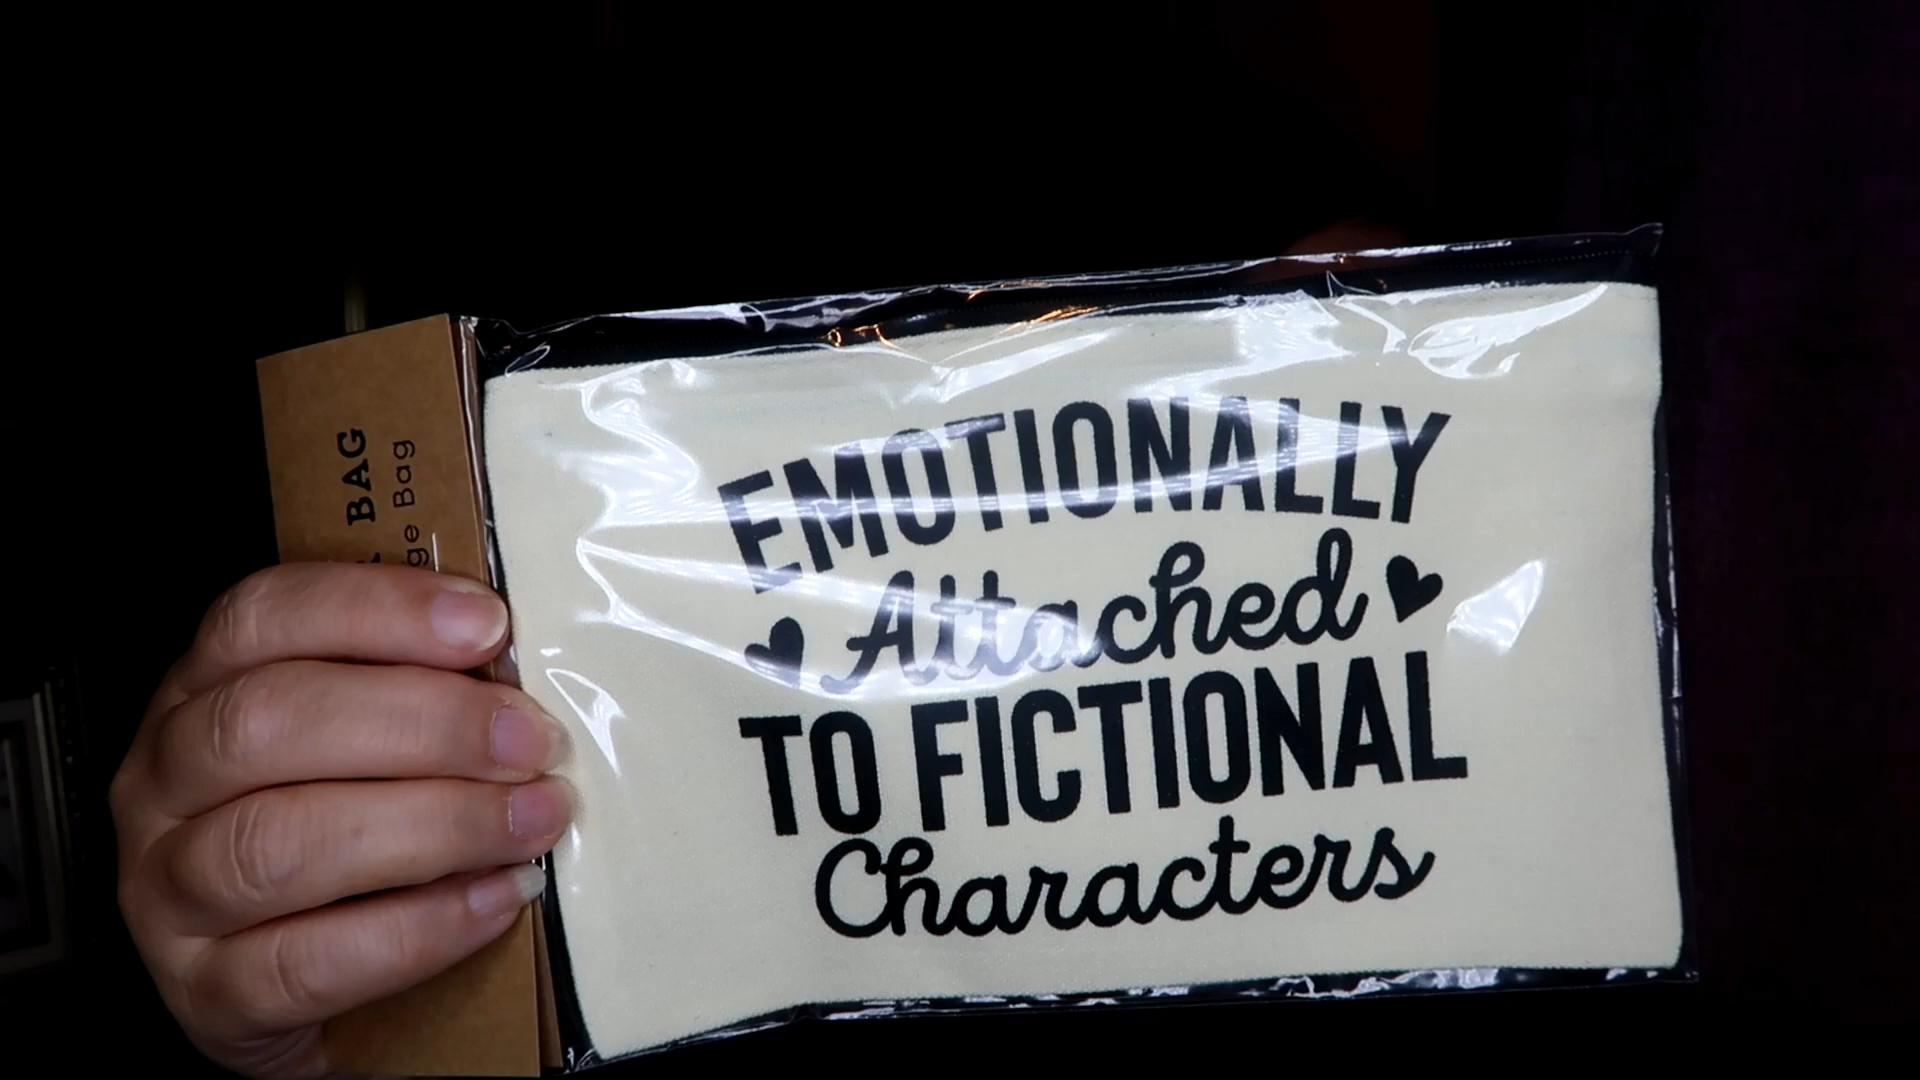 BAG
Bag
EMOTIONALLY
Attached
TO FICTIONAL
Characters